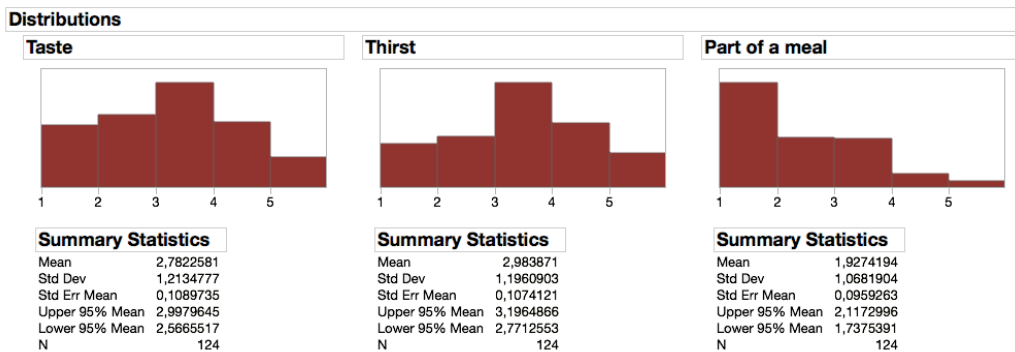 Distributions
Taste
Thirst
Part of a meal
1 2 3 4 5
1 2 3 4 5
1 2 3 4 5
Summary Statistics
Mean 2,7822581
Std Dev 1,2134777
Std Err Mean 0,1089735
Upper 95% Mean 2,9979645
Lower 95% Mean 2,5665517
N 124
Summary Statistics
Mean 2,983871
Std Dev 1,1960903
Std Err Mean 0,1074121
Upper 95% Mean 3,1964866
Lower 95% Mean 2,7712553
N 124
Summary Statistics
Mean 1,9274194
Std Dev 1,0681904
Std Err Mean 0,0959263
Upper 95% Mean 2,1172996
Lower 95% Mean 1,7375391
N 124